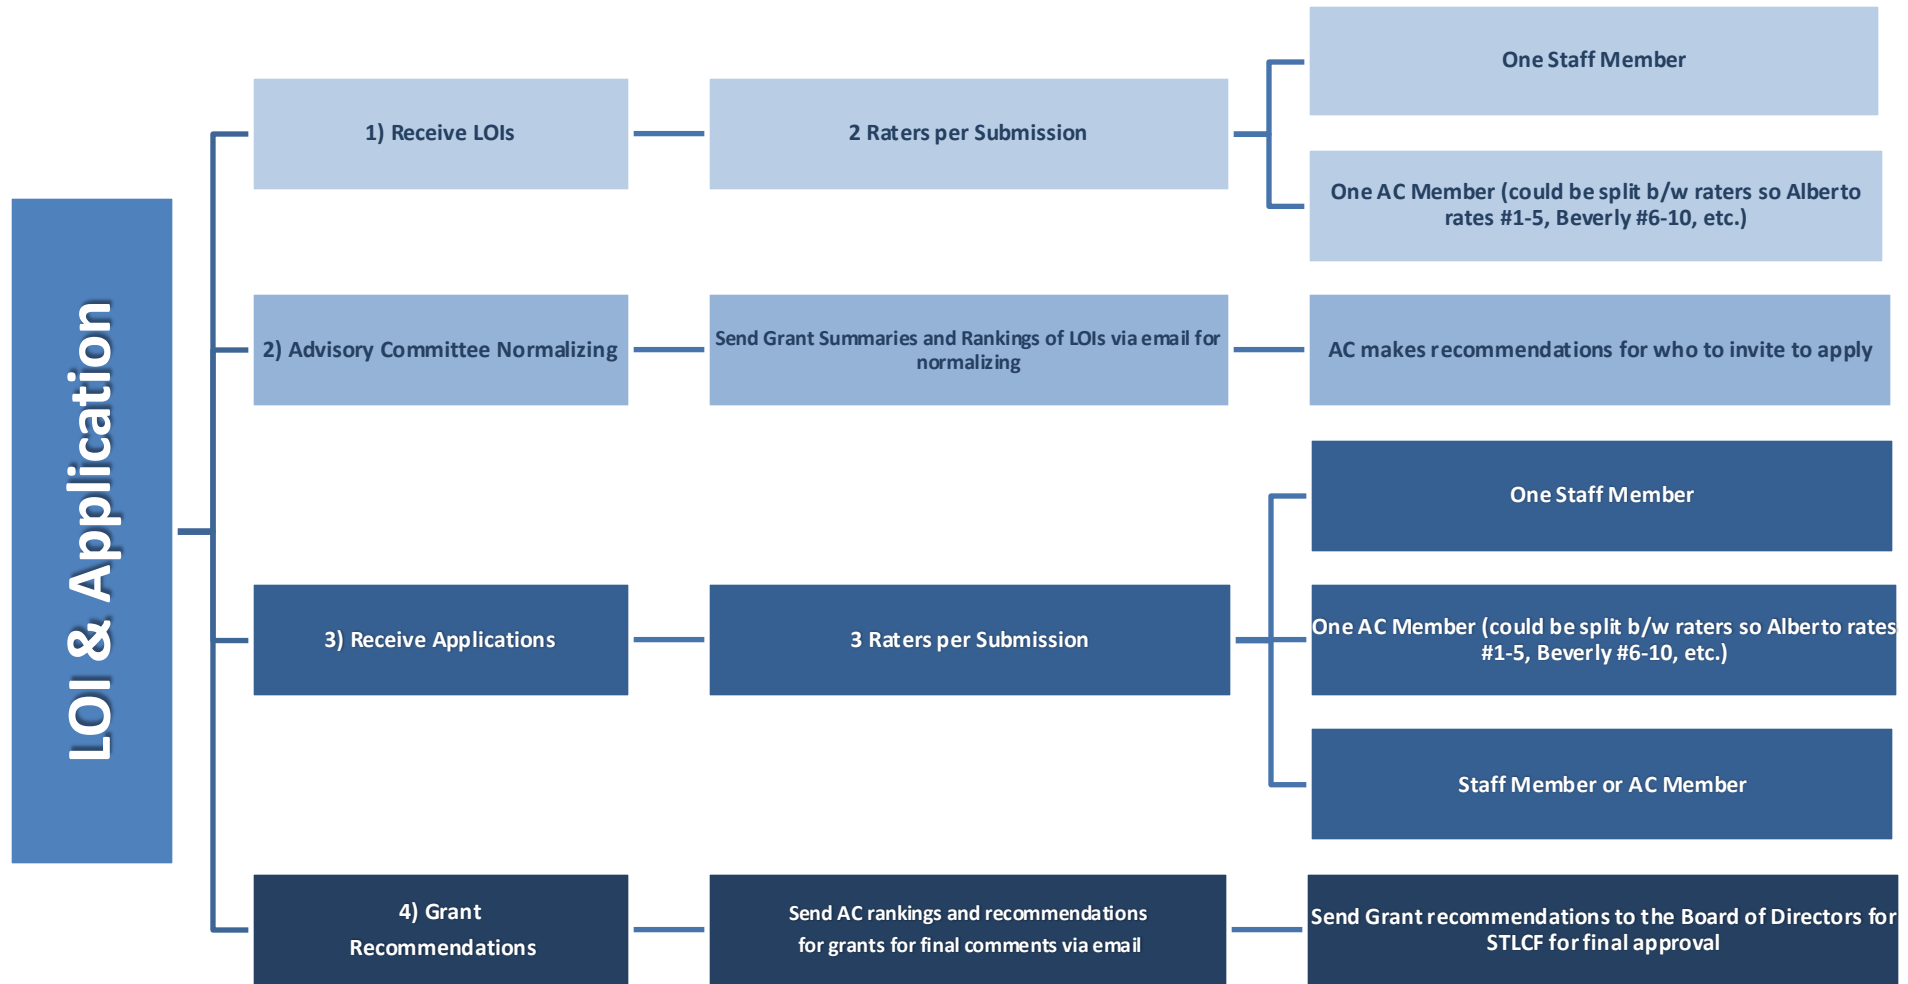 LOI & Application
1) Receive LOIs
2 Raters per Submission
One Staff Member
One AC Member (could be split b/w raters so Alberto
rates #1-5, Beverly #6-10, etc.)
2) Advisory Committee Normalizing
Send Grant Summaries and Rankings of LOIs via email for
normalizing
AC makes recommendations for who to invite to apply
3) Receive Applications
3 Raters per Submission
One Staff Member
One AC Member (could be split b/w raters so Alberto rates
#1-5, Beverly #6-10, etc.)
Staff Member or AC Member
4) Grant
Recommendations
Send AC rankings and recommendations
for grants for final comments via email
Send Grant recommendations to the Board of Directors for
STLCF for final approval